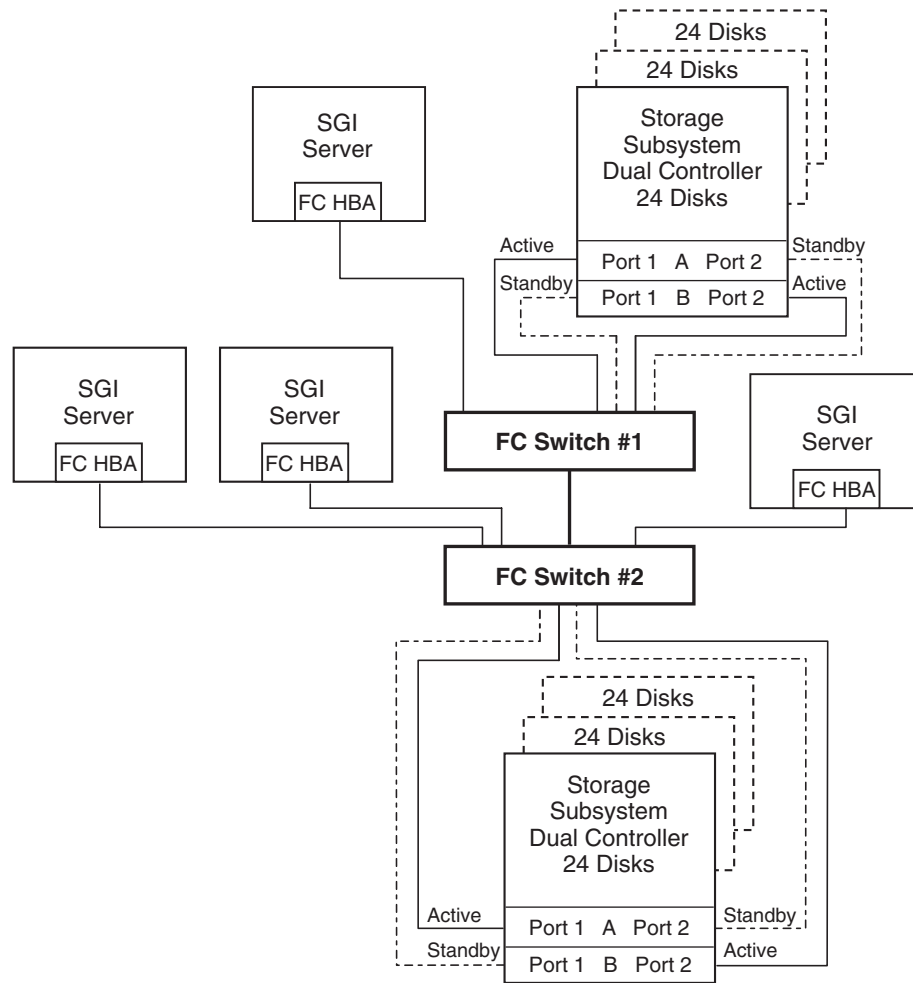 24 Disks
24 Disks
SGI
Server
FC HBA
Storage
Subsystem
Dual Controller
24 Disks
Active
Standby
Port 1 A Port 2
Standby
Active
Port 1 B Port 2
SGI
Server
FC HBA
SGI
Server
FC HBA
SGI
Server
FC HBA
FC Switch #1
FC Switch #2
24 Disks
24 Disks
Storage
Subsystem
Dual Controller
24 Disks
Active
Port 1 A Port 2
Standby
Standby
Port 1 B Port 2
Active